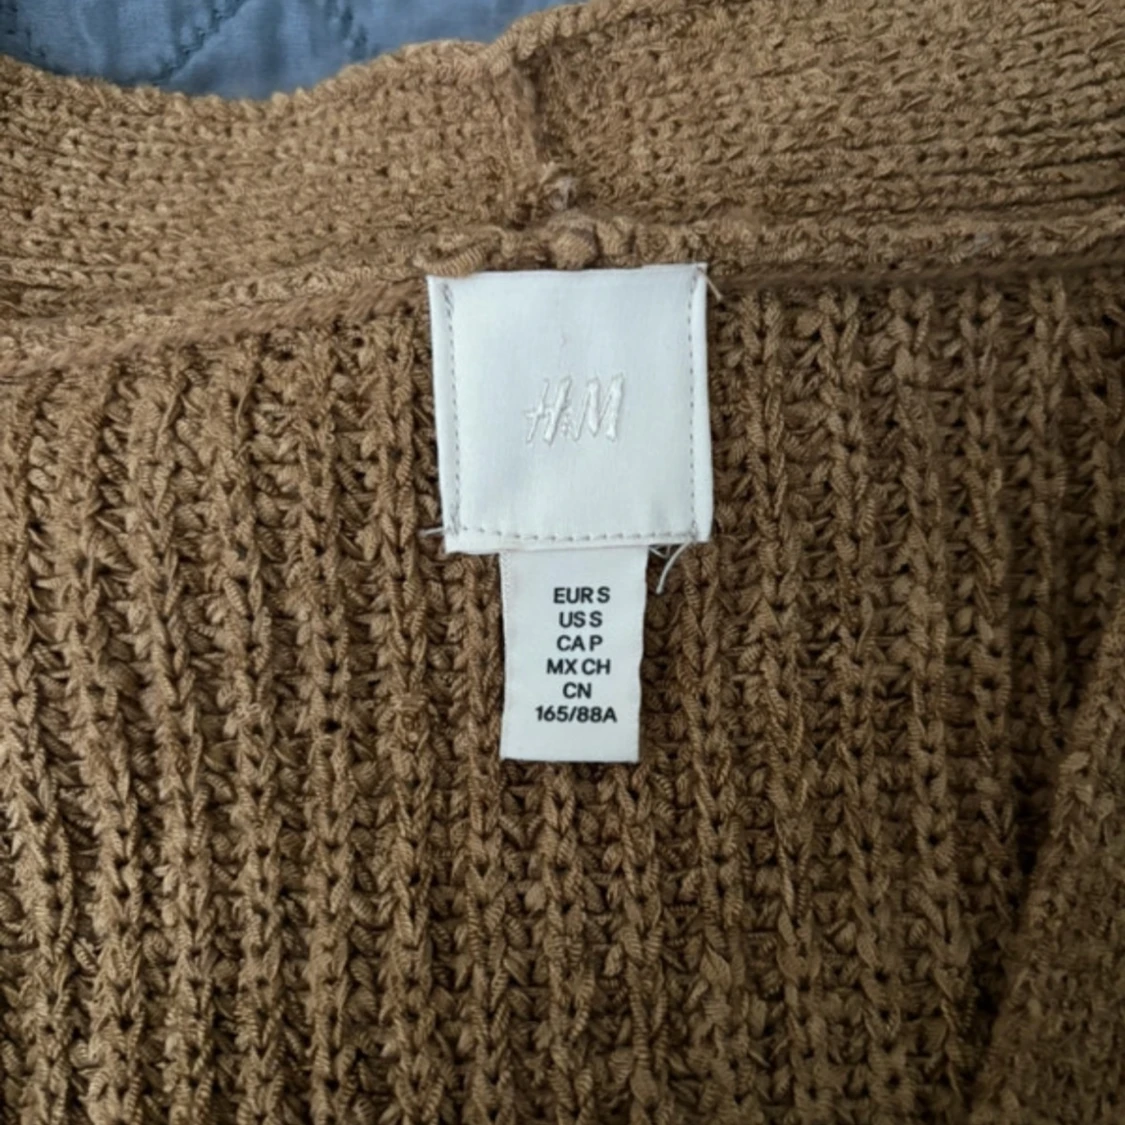 H&M
EUR S
US S
CA P
MX CH
CN
165/88A